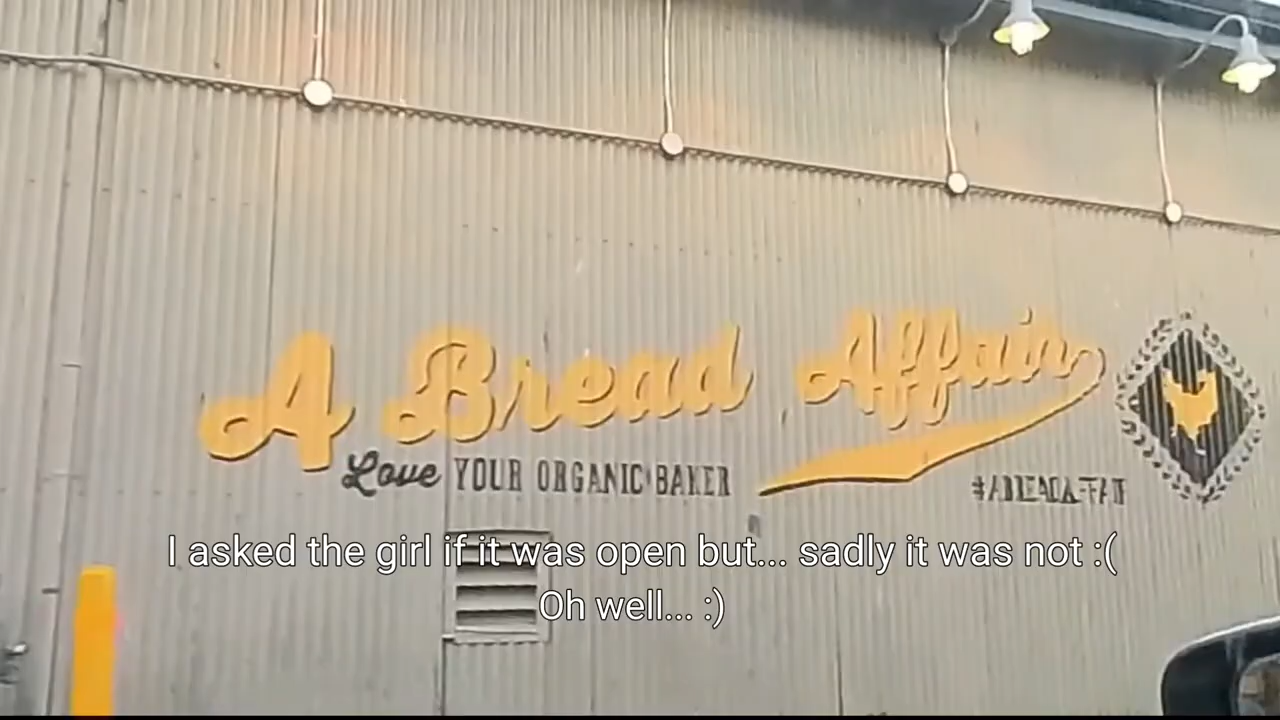 A Bread Affair
Love YOUR ORGANIC BAKER
I asked the girl if it was open but... sadly it was not :(
Oh well... :)